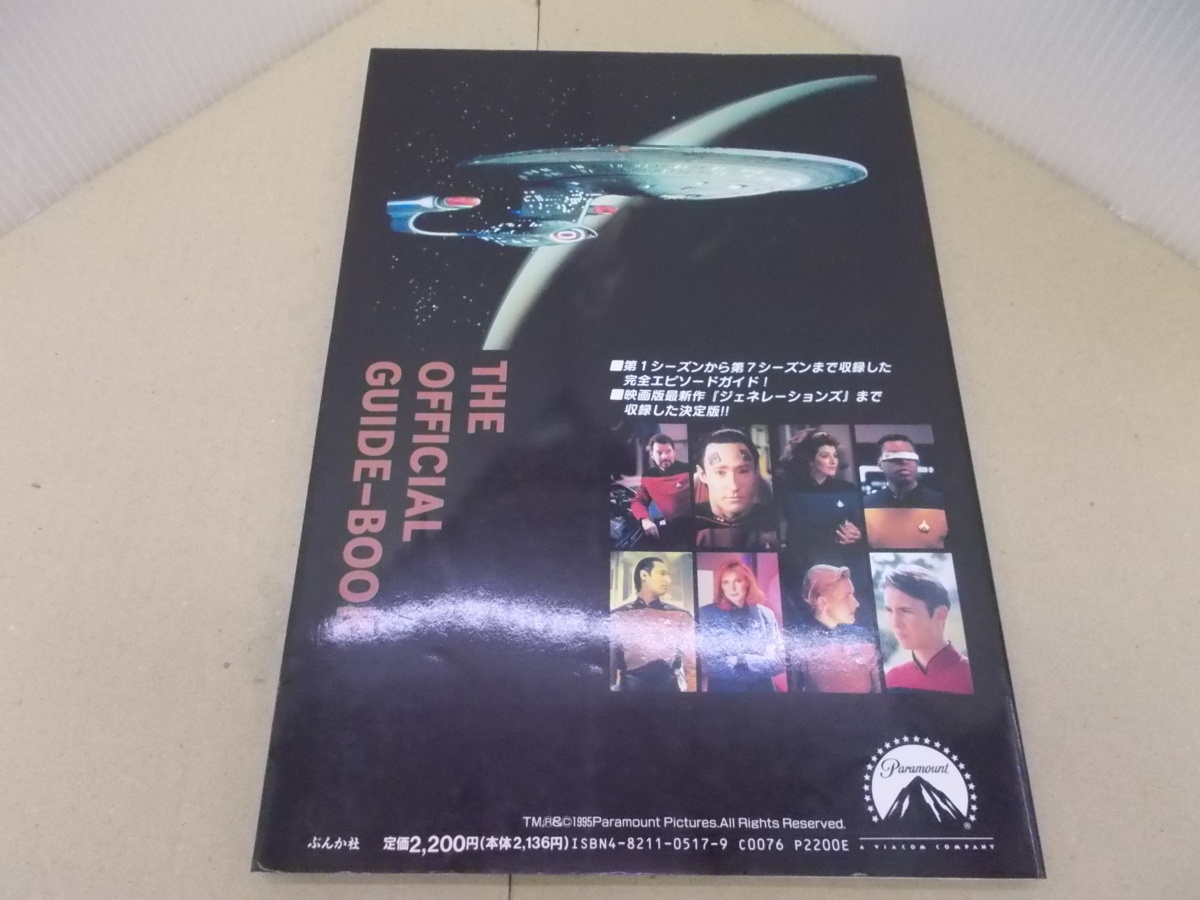 THE
OFFICIAL
GUIDE-BOOK
■第1シーズンから第7シーズンまで収録した
完全エピソードガイド！
■映画版最新作『ジェネレーションズ』まで
収録した決定版!!
Paramount
®
A VIACOM COMPANY
TM,®&©1995Paramount Pictures.All Rights Reserved.
ぶんか社 定価2,200円(本体2,136円)ISBN4-8211-0517-9 C0076 P2200E